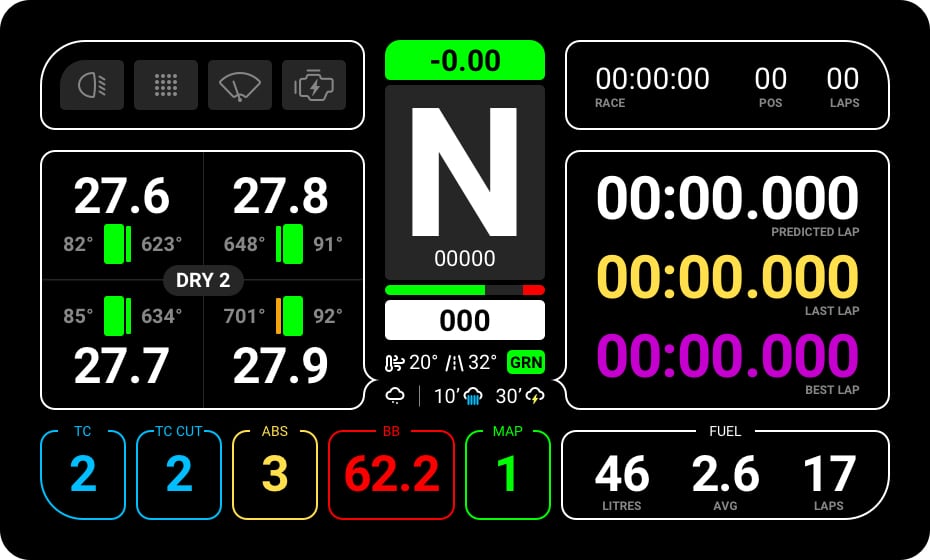 -0.00
00:00:00 00 00
RACE POS LAPS
N
00000
000
20° 32° GRN
10’ 30’
27.6 27.8
82° 623° 648° 91°
DRY 2
85° 634° 701° 92°
27.7 27.9
00:00.000
PREDICTED LAP
00:00.000
LAST LAP
00:00.000
BEST LAP
TC TC CUT ABS BB MAP FUEL
2 2 3 62.2 1 46 2.6 17
LITRES AVG LAPS